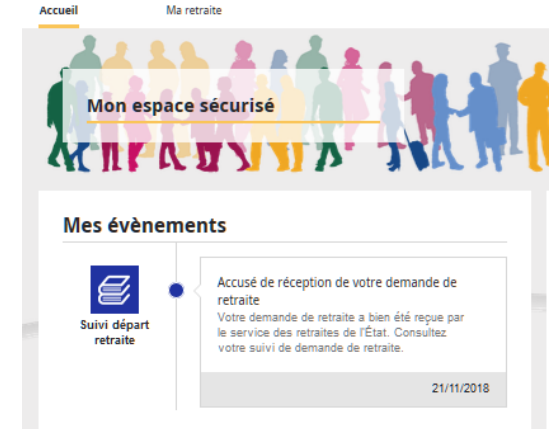 Accueil Ma retraite
Mon espace sécurisé
Mes évènements
Suivi départ
retraite
Accusé de réception de votre demande de
retraite
Votre demande de retraite a bien été reçue par
le service des retraites de l'État. Consultez
votre suivi de demande de retraite.
21/11/2018